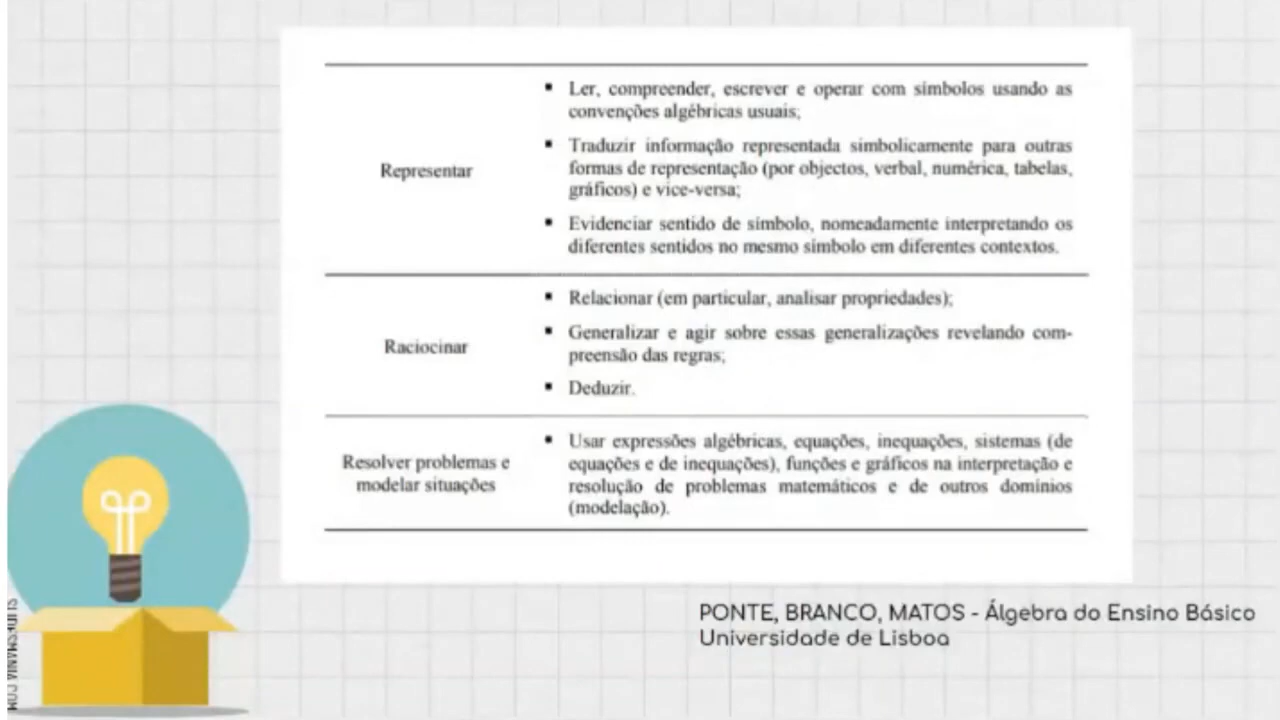 Ler, compreender, escrever e operar com símbolos usando as
convenções algébricas usuais;
Traduzir informação representada simbolicamente para outras
Representar
formas de representação (por objectos, verbal, numérica, tabelas,
gráficos) e vice-versa;
Evidenciar sentido de símbolo, nomeadamente interpretando os
diferentes sentidos no mesmo símbolo em diferentes contextos.
Relacionar (em particular, analisar propriedades);
Raciocinar
Generalizar e agir sobre essas generalizações revelando com-
preensão das regras;
Deduzir.
Resolver problemas e
modelar situações
Usar expressões algébricas, equações, inequações, sistemas (de
equações e de inequações), funções e gráficos na interpretação e
resolução de problemas matemáticos e de outros domínios
(modelação).
PONTE, BRANCO, MATOS - Álgebra do Ensino Básico
Universidade de Lisboa
SLIDESMANIA.COM